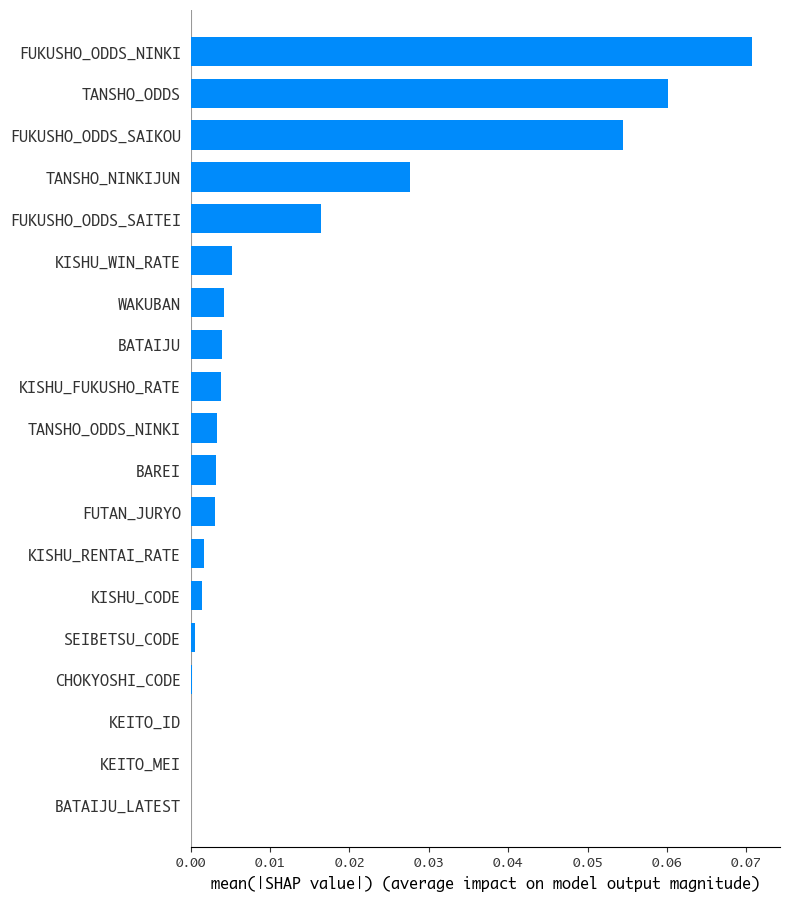 FUKUSHO_ODDS_NINKI
TANSHO_ODDS
FUKUSHO_ODDS_SAIKOU
TANSHO_NINKIJUN
FUKUSHO_ODDS_SAITEI
KISHU_WIN_RATE
WAKUBAN
BATAIJU
KISHU_FUKUSHO_RATE
TANSHO_ODDS_NINKI
BAREI
FUTAN_JURYO
KISHU_RENTAI_RATE
KISHU_CODE
SEIBETSU_CODE
CHOKYOSHI_CODE
KEITO_ID
KEITO_MEI
BATAIJU_LATEST
0.00 0.01 0.02 0.03 0.04 0.05 0.06 0.07
mean(|SHAP value|) (average impact on model output magnitude)